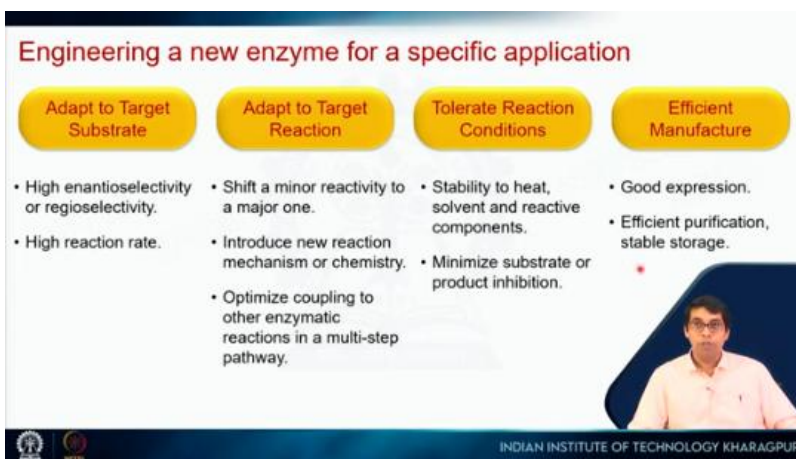 Engineering a new enzyme for a specific application
Adapt to Target
Substrate
• High enantioselectivity
or regioselectivity.
• High reaction rate.
Adapt to Target
Reaction
• Shift a minor reactivity to
a major one.
• Introduce new reaction
mechanism or chemistry.
• Optimize coupling to
other enzymatic
reactions in a multi-step
pathway.
Tolerate Reaction
Conditions
• Stability to heat,
solvent and reactive
components.
• Minimize substrate or
product inhibition.
Efficient
Manufacture
• Good expression.
• Efficient purification,
stable storage.
INDIAN INSTITUTE OF TECHNOLOGY KHARAGPUR